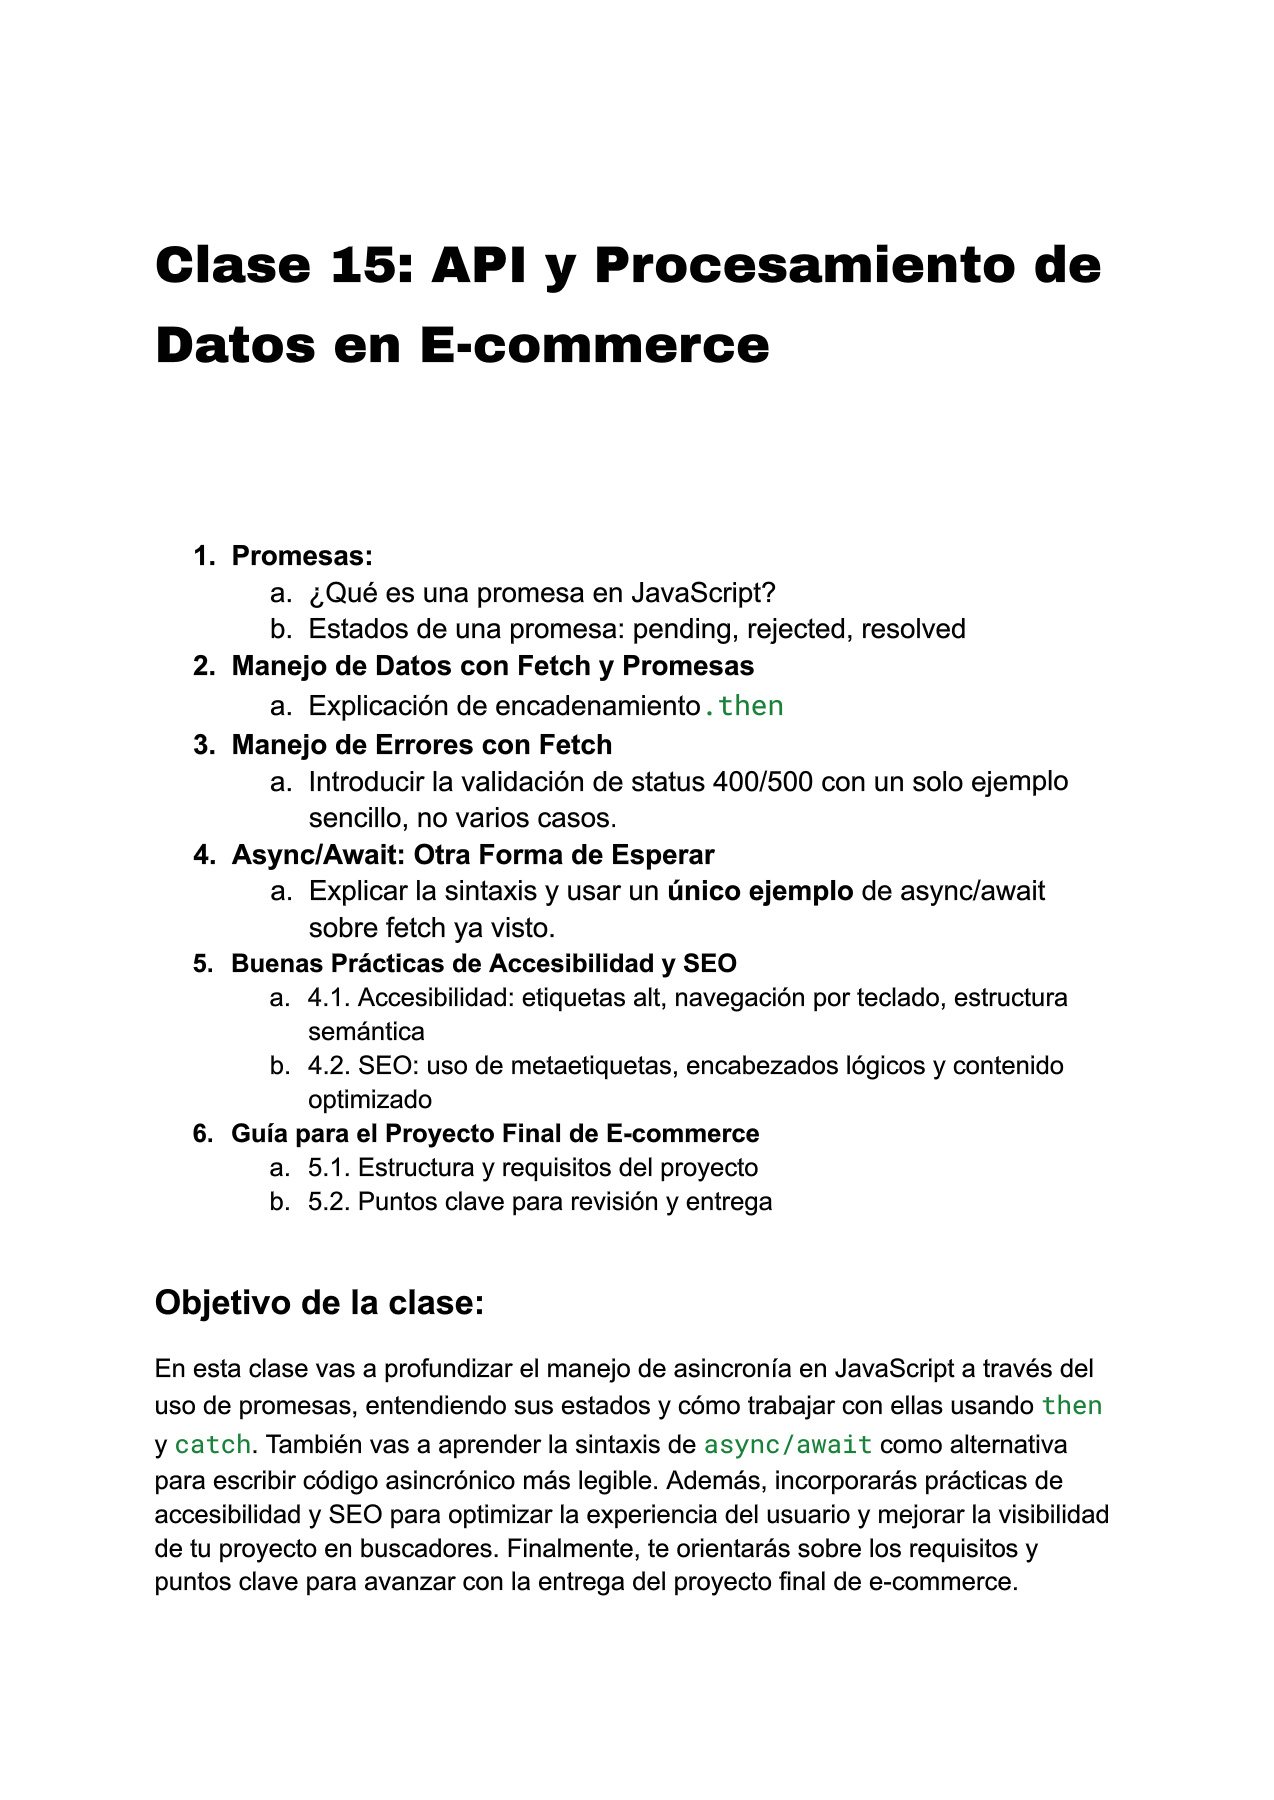 Clase 15: API y Procesamiento de
Datos en E-commerce
1. Promesas:
a. ¿Qué es una promesa en JavaScript?
b. Estados de una promesa: pending, rejected, resolved
2. Manejo de Datos con Fetch y Promesas
a. Explicación de encadenamiento.then
3. Manejo de Errores con Fetch
a. Introducir la validación de status 400/500 con un solo ejemplo
sencillo, no varios casos.
4. Async/Await: Otra Forma de Esperar
a. Explicar la sintaxis y usar un único ejemplo de async/await
sobre fetch ya visto.
5. Buenas Prácticas de Accesibilidad y SEO
a. 4.1. Accesibilidad: etiquetas alt, navegación por teclado, estructura
semántica
b. 4.2. SEO: uso de metaetiquetas, encabezados lógicos y contenido
optimizado
6. Guía para el Proyecto Final de E-commerce
a. 5.1. Estructura y requisitos del proyecto
b. 5.2. Puntos clave para revisión y entrega
Objetivo de la clase:
En esta clase vas a profundizar el manejo de asincronía en JavaScript a través del
uso de promesas, entendiendo sus estados y cómo trabajar con ellas usando then
y catch. También vas a aprender la sintaxis de async/await como alternativa
para escribir código asincrónico más legible. Además, incorporarás prácticas de
accesibilidad y SEO para optimizar la experiencia del usuario y mejorar la visibilidad
de tu proyecto en buscadores. Finalmente, te orientarás sobre los requisitos y
puntos clave para avanzar con la entrega del proyecto final de e-commerce.